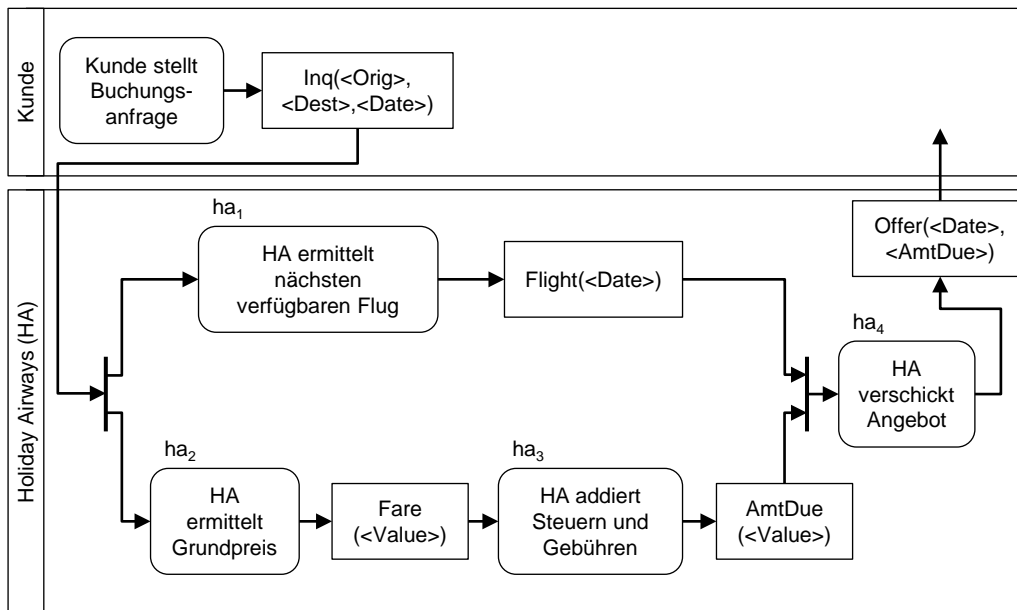 Kunde
Kunde stellt
Buchungs-
anfrage
Inq(<Orig>,
<Dest>,<Date>)
Holiday Airways (HA)
ha₁
HA ermittelt
nächsten
verfügbaren Flug
Flight(<Date>)
Offer(<Date>,
<AmtDue>)
ha₄
HA
verschickt
Angebot
ha₂
HA
ermittelt
Grundpreis
Fare
(<Value>)
ha₃
HA addiert
Steuern und
Gebühren
AmtDue
(<Value>)